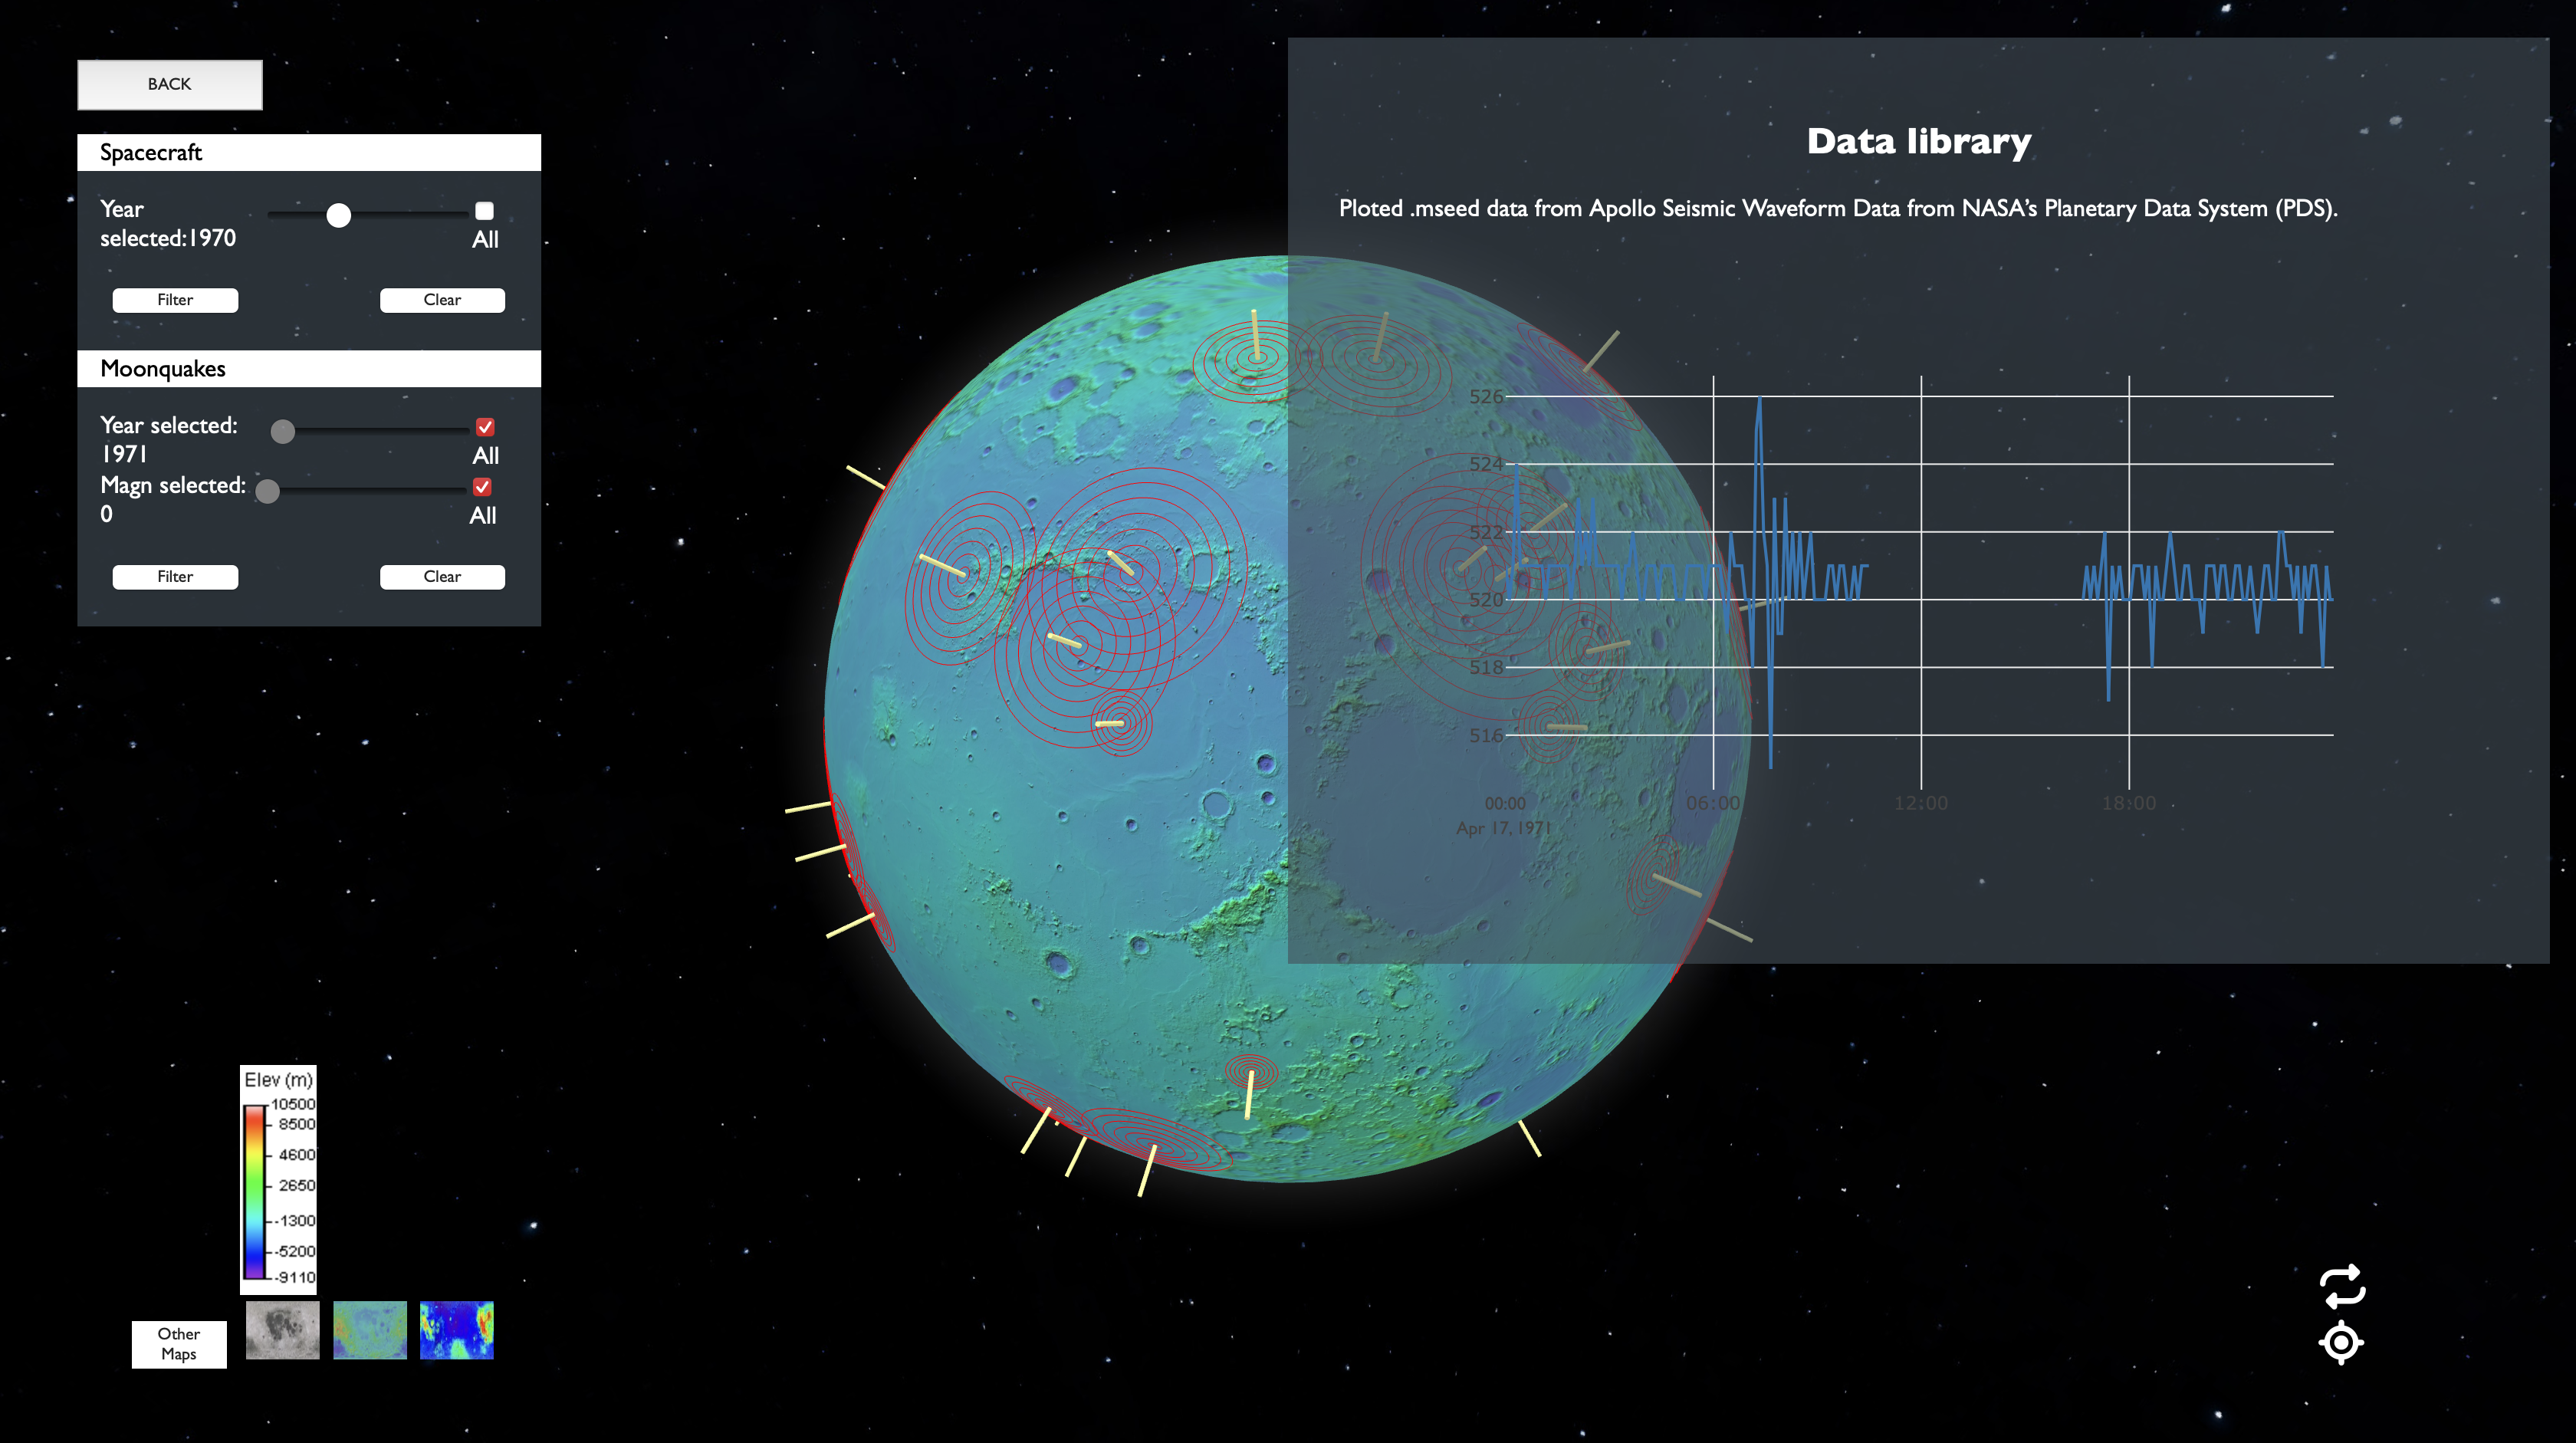 BACK
Spacecraft
Year
selected:1970
All
Filter
Clear
Moonquakes
Year selected:
1971
All
Magn selected:
0
All
Filter
Clear
Data library
Ploted .mseed data from Apollo Seismic Waveform Data from NASA's Planetary Data System (PDS).
526
524
522
520
518
516
00:00
06:00
12:00
18:00
Apr 17, 1971
Elev (m)
10500
8500
4600
2650
-1300
-5200
-9110
Other
Maps